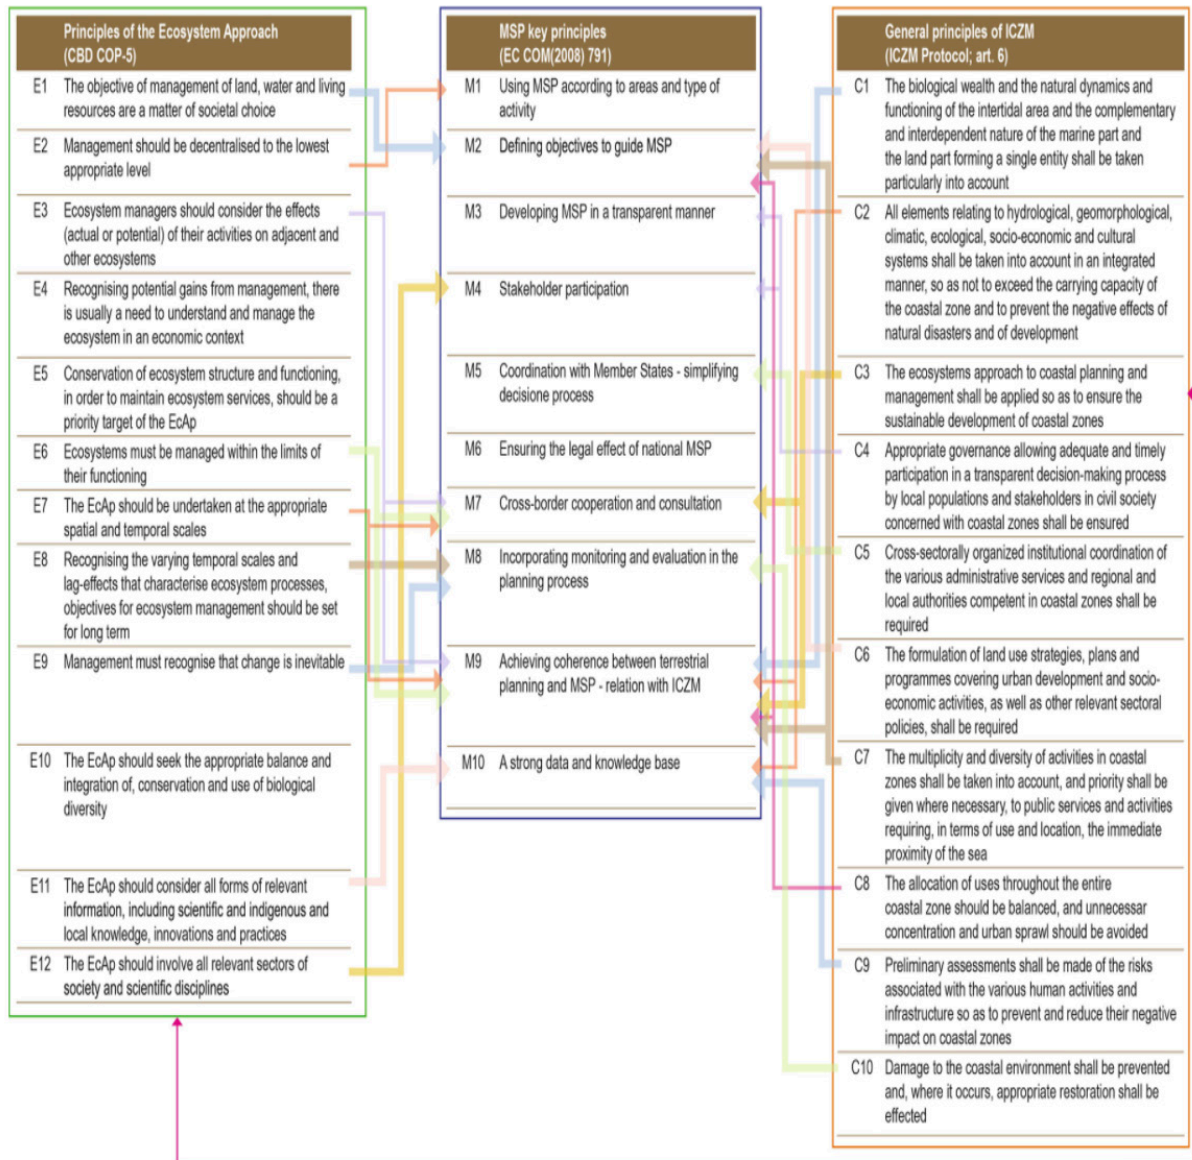 Principles of the Ecosystem Approach
(CBD COP-5)
E1 The objective of management of land, water and living
resources are a matter of societal choice
E2 Management should be decentralised to the lowest
appropriate level
E3 Ecosystem managers should consider the effects
(actual or potential) of their activities on adjacent and
other ecosystems
E4 Recognising potential gains from management, there
is usually a need to understand and manage the
ecosystem in an economic context
E5 Conservation of ecosystem structure and functioning,
in order to maintain ecosystem services, should be a
priority target of the EcAp
E6 Ecosystems must be managed within the limits of
their functioning
E7 The EcAp should be undertaken at the appropriate
spatial and temporal scales
E8 Recognising the varying temporal scales and
lag-effects that characterise ecosystem processes,
objectives for ecosystem management should be set
for long term
E9 Management must recognise that change is inevitable
E10 The EcAp should seek the appropriate balance and
integration of, conservation and use of biological
diversity
E11 The EcAp should consider all forms of relevant
information, including scientific and indigenous and
local knowledge, innovations and practices
E12 The EcAp should involve all relevant sectors of
society and scientific disciplines
MSP key principles
(EC COM(2008) 791)
M1 Using MSP according to areas and type of
activity
M2 Defining objectives to guide MSP
M3 Developing MSP in a transparent manner
M4 Stakeholder participation
M5 Coordination with Member States - simplifying
decisione process
M6 Ensuring the legal effect of national MSP
M7 Cross-border cooperation and consultation
M8 Incorporating monitoring and evaluation in the
planning process
M9 Achieving coherence between terrestrial
planning and MSP - relation with ICZM
M10 A strong data and knowledge base
General principles of ICZM
(ICZM Protocol; art. 6)
C1 The biological wealth and the natural dynamics and
functioning of the intertidal area and the complementary
and interdependent nature of the marine part and
the land part forming a single entity shall be taken
particularly into account
C2 All elements relating to hydrological, geomorphological,
climatic, ecological, socio-economic and cultural
systems shall be taken into account in an integrated
manner, so as not to exceed the carrying capacity of
the coastal zone and to prevent the negative effects of
natural disasters and of development
C3 The ecosystems approach to coastal planning and
management shall be applied so as to ensure the
sustainable development of coastal zones
C4 Appropriate governance allowing adequate and timely
participation in a transparent decision-making process
by local populations and stakeholders in civil society
concerned with coastal zones shall be ensured
C5 Cross-sectorally organized institutional coordination of
the various administrative services and regional and
local authorities competent in coastal zones shall be
required
C6 The formulation of land use strategies, plans and
programmes covering urban development and socio-
economic activities, as well as other relevant sectoral
policies, shall be required
C7 The multiplicity and diversity of activities in coastal
zones shall be taken into account, and priority shall be
given where necessary, to public services and activities
requiring, in terms of use and location, the immediate
proximity of the sea
C8 The allocation of uses throughout the entire
coastal zone should be balanced, and unnecessar
concentration and urban sprawl should be avoided
C9 Preliminary assessments shall be made of the risks
associated with the various human activities and
infrastructure so as to prevent and reduce their negative
impact on coastal zones
C10 Damage to the coastal environment shall be prevented
and, where it occurs, appropriate restoration shall be
effected